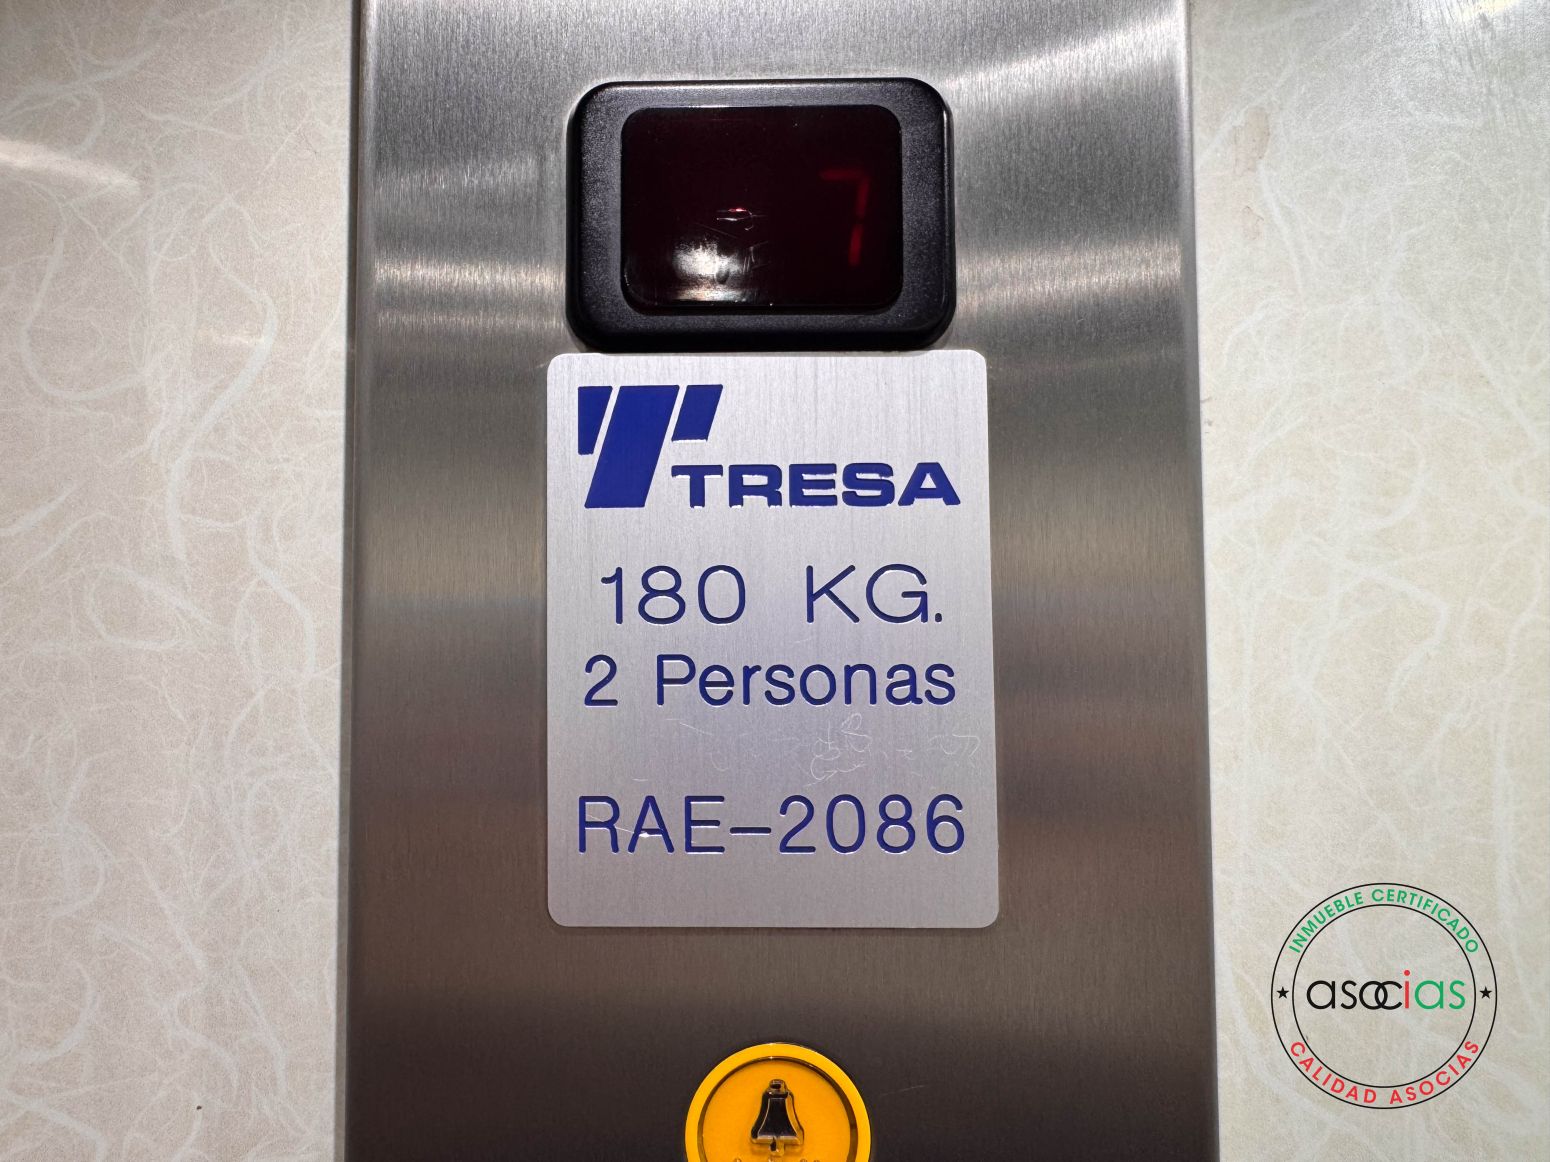 7
TRESA
180 KG.
2 Personas
RAE-2086
INMUEBLE CERTIFICADO
asocias
CALIDAD ASOCIAS